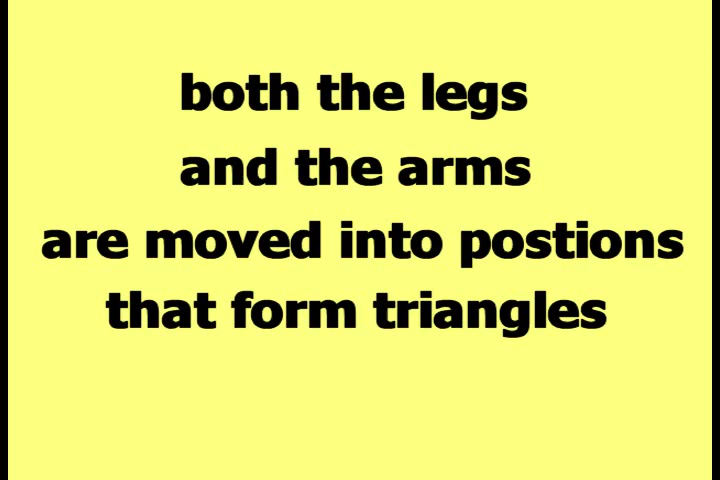 both the legs
and the arms
are moved into postions
that form triangles